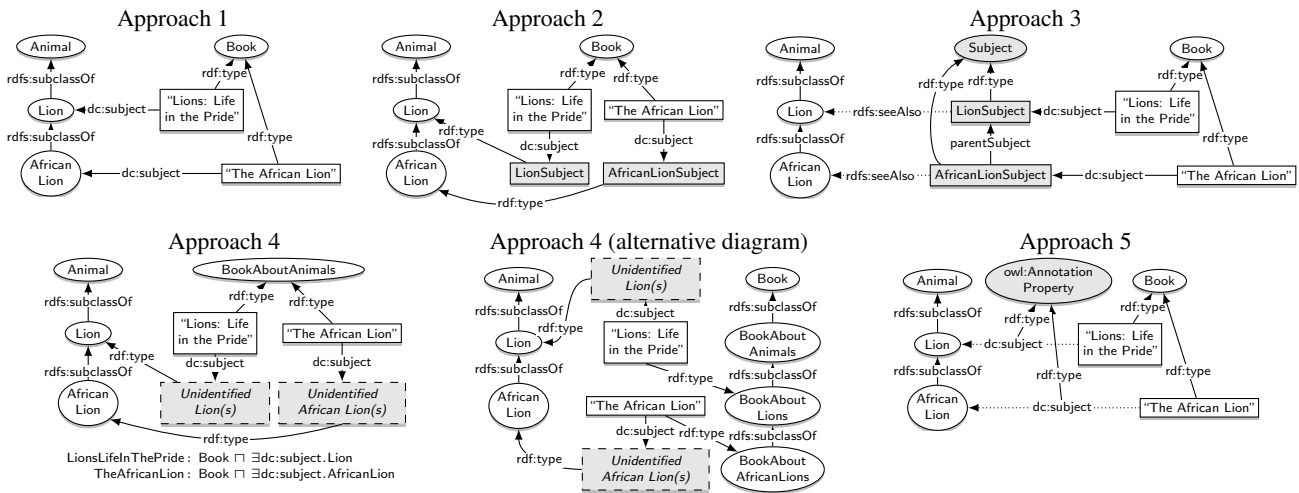 Approach 1
Animal
Book
rdfs:subclassOf
rdf:type
Lion
dc:subject
“Lions: Life
in the Pride”
rdfs:subclassOf
rdf:type
African
Lion
dc:subject
“The African Lion”
Approach 2
Animal
Book
rdfs:subclassOf
rdf:type
rdf:type
Lion
“Lions: Life
in the Pride”
“The African Lion”
rdf:type
rdfs:subclassOf
dc:subject
dc:subject
African
Lion
LionSubject
AfricanLionSubject
rdf:type
Approach 3
Animal
Subject
Book
rdfs:subclassOf
rdf:type
rdf:type
rdf:type
Lion
rdfs:seeAlso
LionSubject
dc:subject
“Lions: Life
in the Pride”
rdfs:subclassOf
parentSubject
rdf:type
African
Lion
rdfs:seeAlso
AfricanLionSubject
dc:subject
“The African Lion”
Approach 4
Animal
BookAboutAnimals
rdfs:subclassOf
rdf:type
rdf:type
Lion
“Lions: Life
in the Pride”
“The African Lion”
rdf:type
rdfs:subclassOf
dc:subject
dc:subject
African
Lion
Unidentified
Lion(s)
Unidentified
African Lion(s)
rdf:type
LionsLifeInThePride: Book ⊓ ∃dc:subject.Lion
TheAfricanLion: Book ⊓ ∃dc:subject.AfricanLion
Approach 4 (alternative diagram)
Animal
Unidentified
Lion(s)
Book
rdfs:subclassOf
dc:subject
rdfs:subclassOf
rdf:type
Lion
“Lions: Life
in the Pride”
BookAbout
Animals
rdfs:subclassOf
rdf:type
rdfs:subclassOf
African
Lion
“The African Lion”
BookAbout
Lions
dc:subject
rdf:type
rdfs:subclassOf
rdf:type
Unidentified
African Lion(s)
BookAbout
AfricanLions
Approach 5
Animal
owl:Annotation
Property
Book
rdfs:subclassOf
rdf:type
rdf:type
Lion
dc:subject
“Lions: Life
in the Pride”
rdfs:subclassOf
rdf:type
rdf:type
African
Lion
dc:subject
“The African Lion”